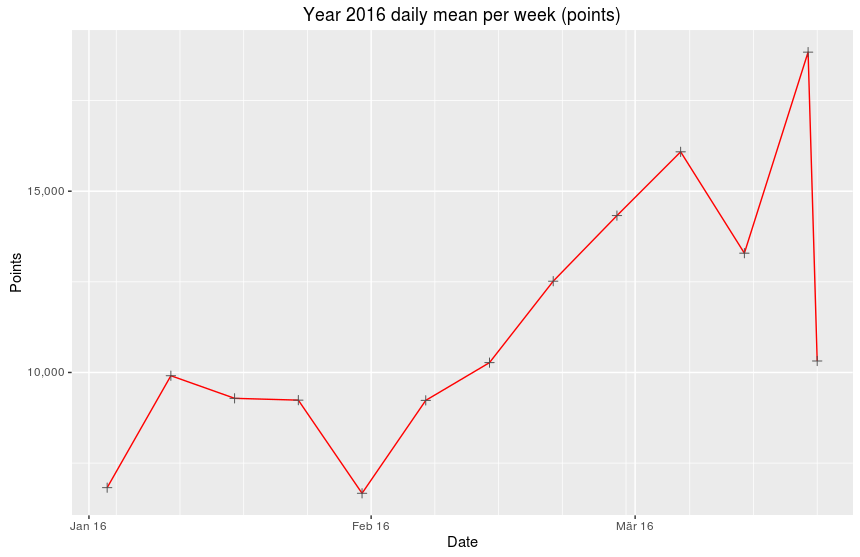 Year 2016 daily mean per week (points)
Points
15,000
10,000
Jan 16
Feb 16
Mär 16
Date